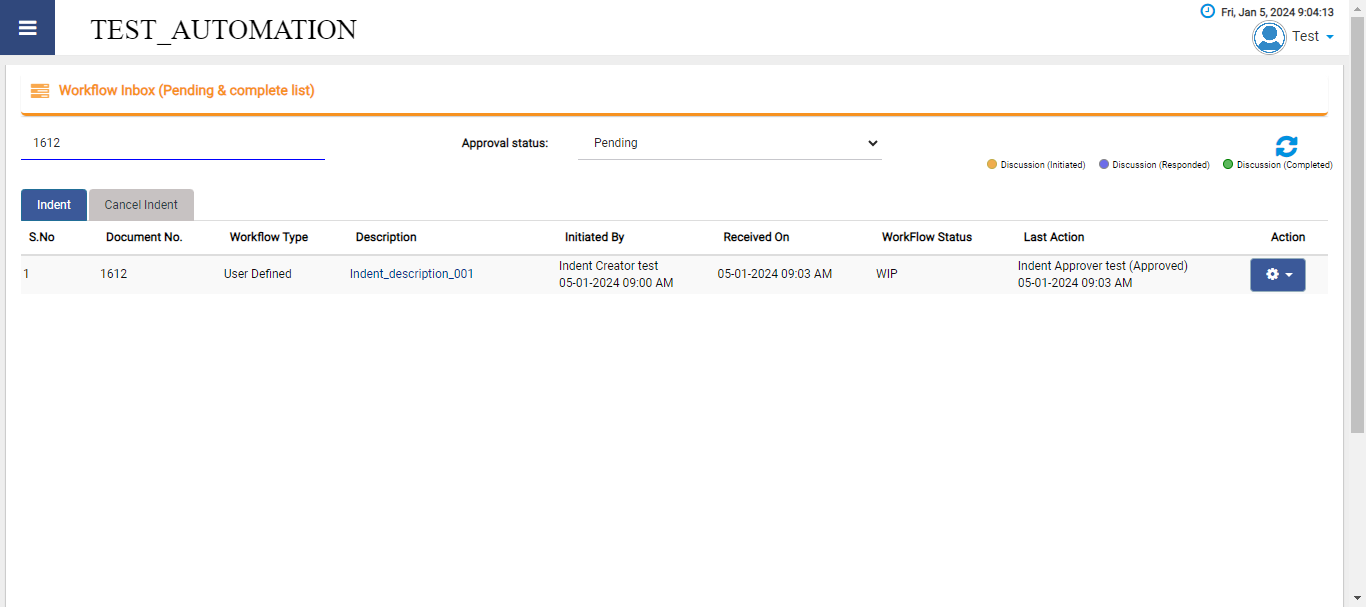 TEST_AUTOMATION
Fri, Jan 5, 2024 9:04:13
Test
Workflow Inbox (Pending & complete list)
1612
Approval status:
Pending
Discussion (Initiated)
Discussion (Responded)
Discussion (Completed)
Indent
Cancel Indent
S.No Document No. Workflow Type Description Initiated By Received On WorkFlow Status Last Action Action
1 1612 User Defined Indent_description_001 Indent Creator test 05-01-2024 09:03 AM WIP Indent Approver test (Approved)
05-01-2024 09:00 AM 05-01-2024 09:03 AM